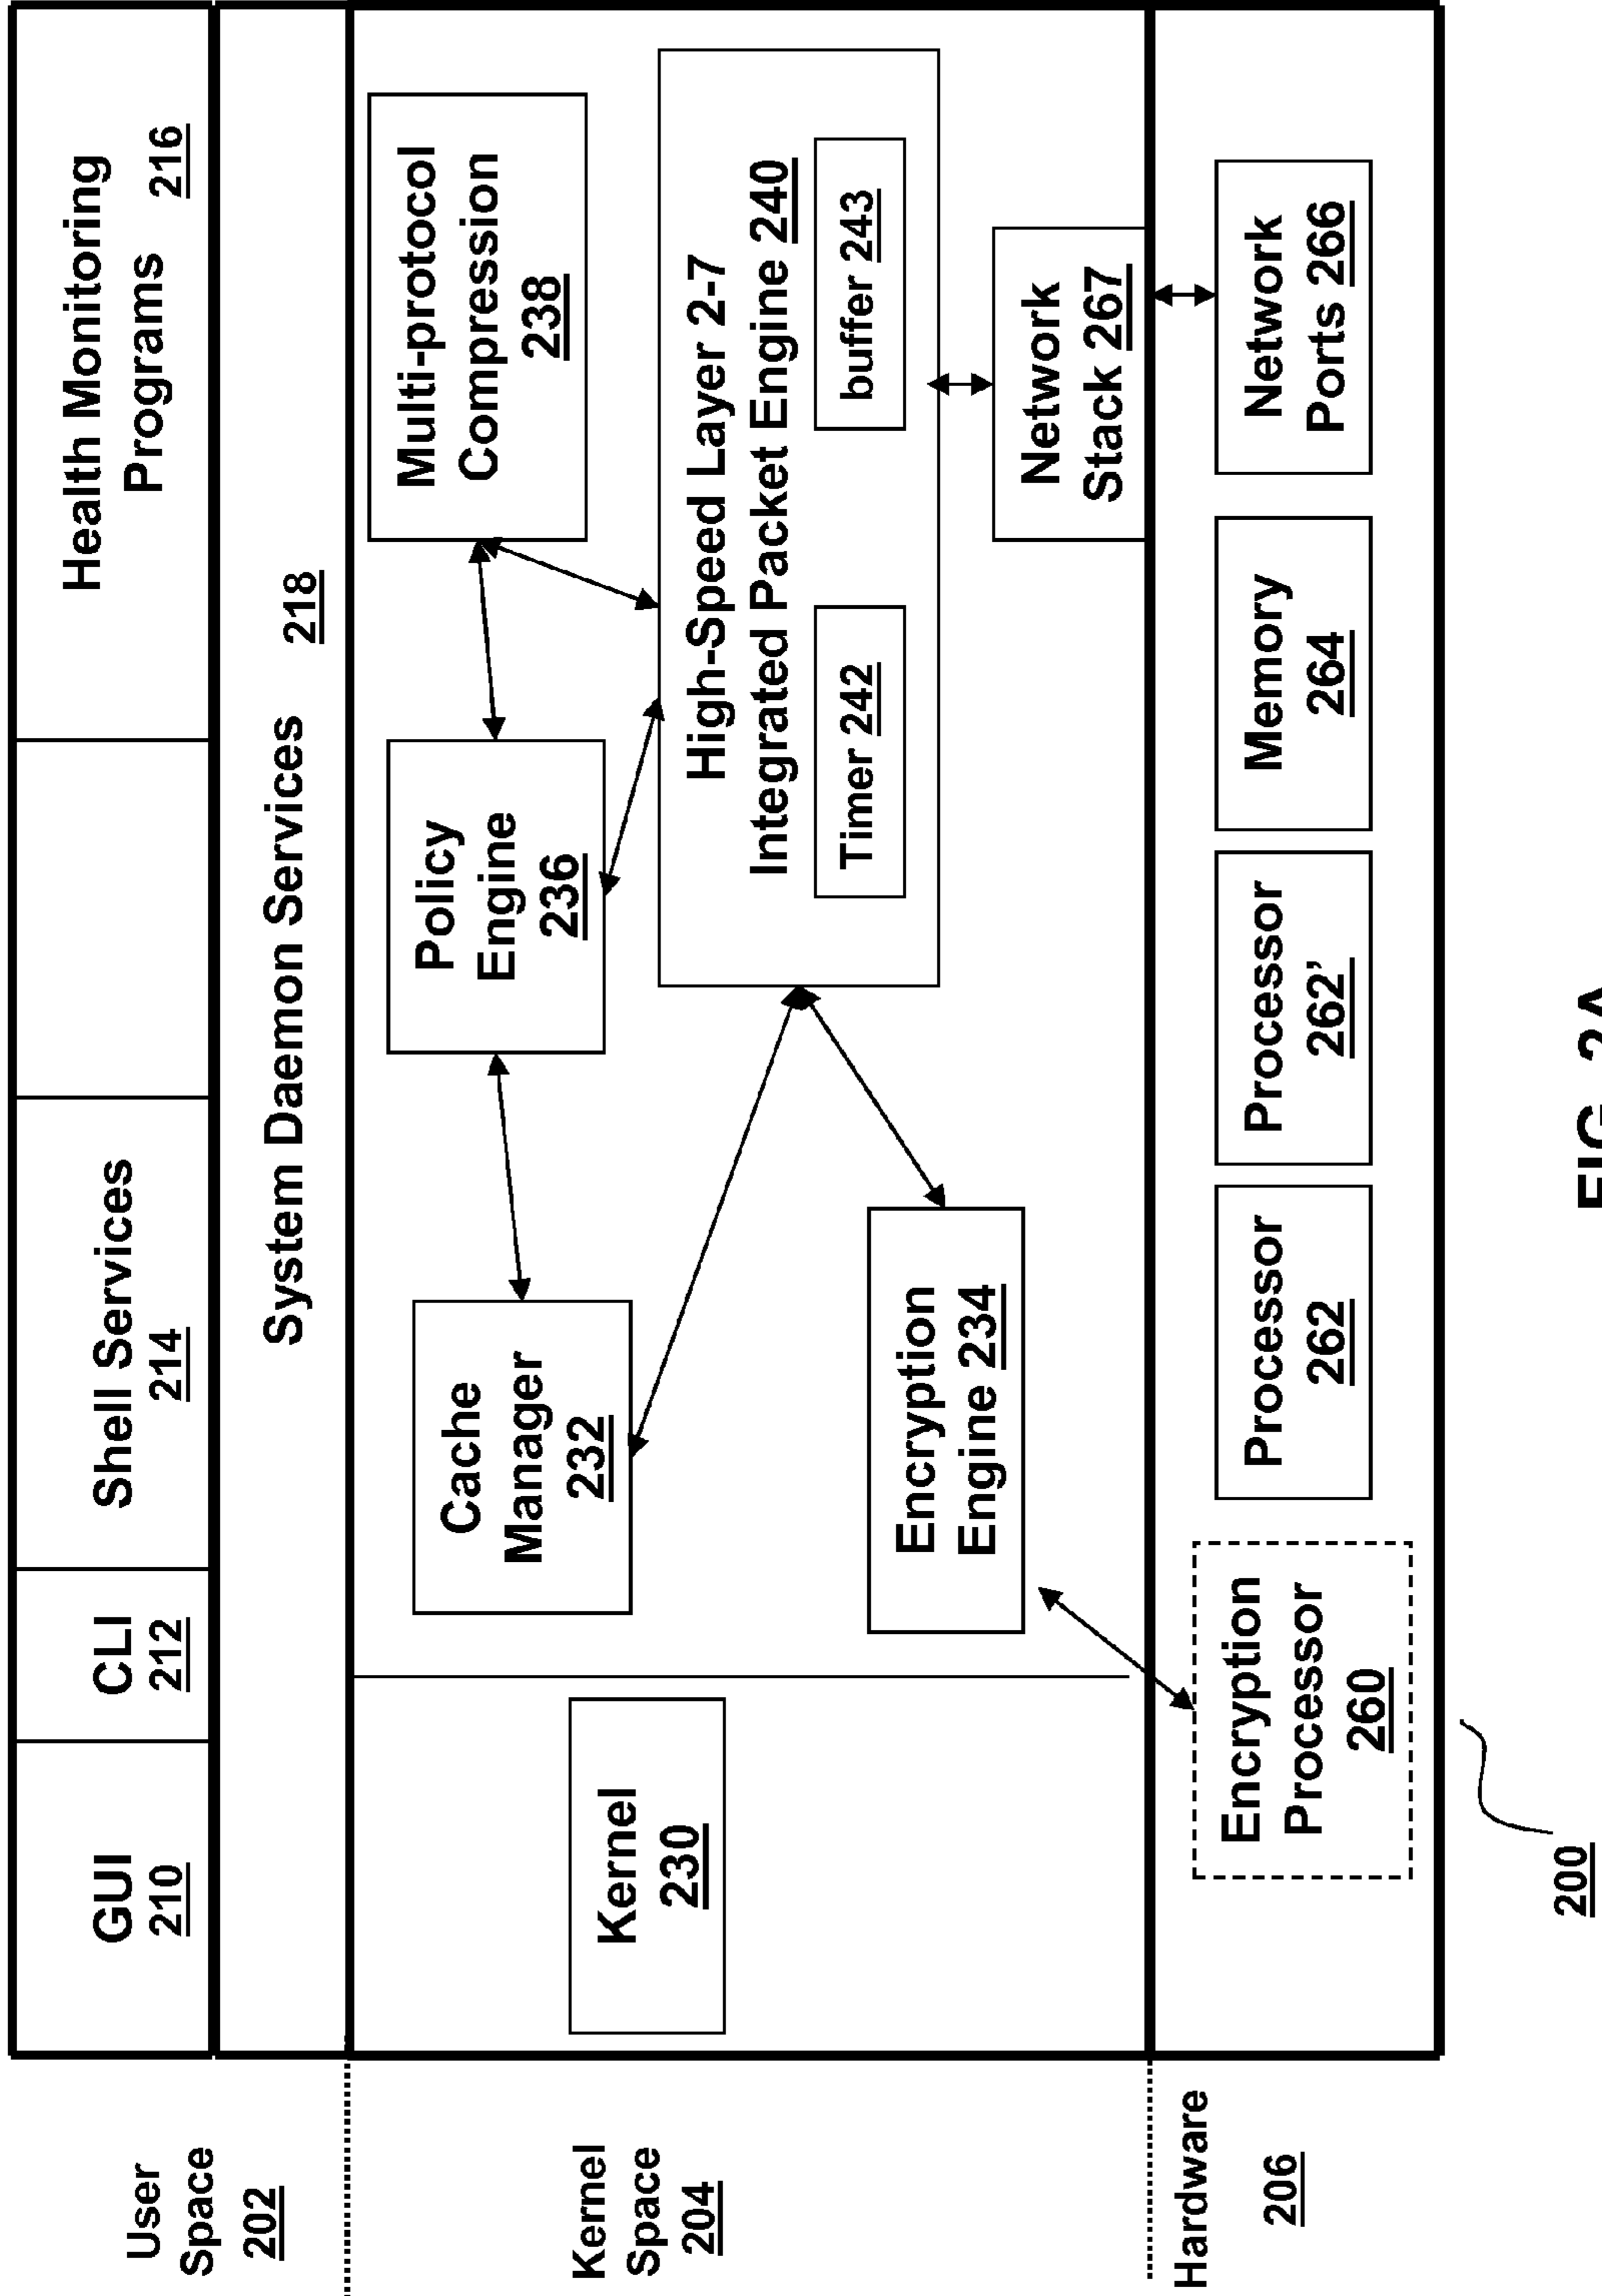 User
Space
202
GUI
210
CLI
212
Shell Services
214
Health Monitoring
Programs 216
System Daemon Services 218
Kernel
Space
204
Kernel
230
Cache
Manager
232
Policy
Engine
236
Multi-protocol
Compression
238
High-Speed Layer 2-7
Integrated Packet Engine 240
Timer 242
buffer 243
Encryption
Engine 234
Network
Stack 267
Hardware
206
Encryption
Processor
260
Processor
262
Processor
262’
Memory
264
Network
Ports 266
200
FIG. 2A